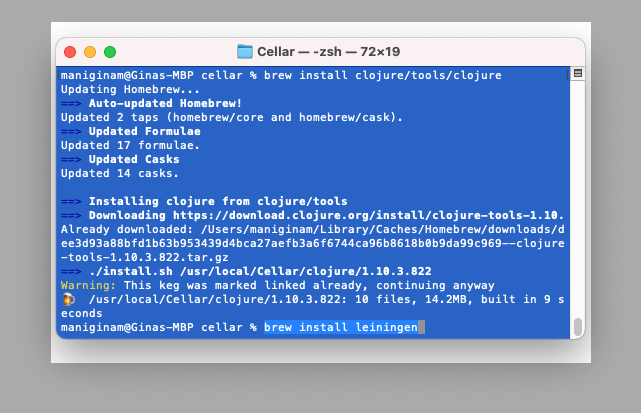 Cellar — -zsh — 72×19
maniginam@Ginas-MBP cellar % brew install clojure/tools/clojure
Updating Homebrew...
==> Auto-updated Homebrew!
Updated 2 taps (homebrew/core and homebrew/cask).
==> Updated Formulae
Updated 17 formulae.
==> Updated Casks
Updated 14 casks.
==> Installing clojure from clojure/tools
==> Downloading https://download.clojure.org/install/clojure-tools-1.10.
Already downloaded: /Users/maniginam/Library/Caches/Homebrew/downloads/d
ee3d93a88bfd1b63b953439d4bca27aefb3a6f6744ca96b8618b0b9da99c969--clojure
-tools-1.10.3.822.tar.gz
==> ./install.sh /usr/local/Cellar/clojure/1.10.3.822
Warning: This keg was marked linked already, continuing anyway
🍺  /usr/local/Cellar/clojure/1.10.3.822: 10 files, 14.2MB, built in 9 s
econds
maniginam@Ginas-MBP cellar % brew install leiningen